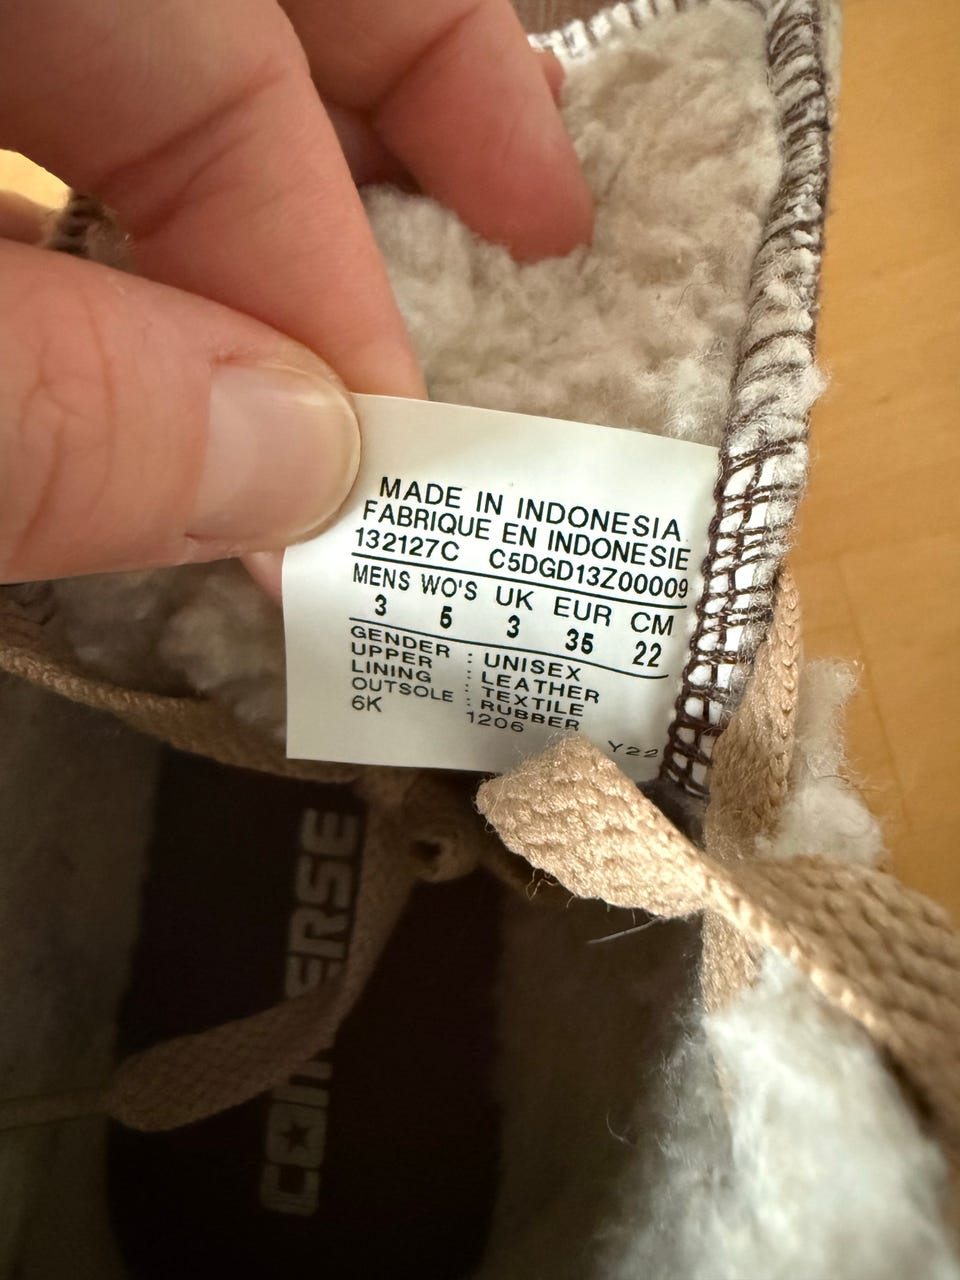 MADE IN INDONESIA
FABRIQUE EN INDONESIE
132127C C5DGD13Z00009
MENS WO'S UK EUR CM
3 5 3 35 22
GENDER : UNISEX
UPPER : LEATHER
LINING : TEXTILE
OUTSOLE : RUBBER
6K 1206 Y22
CONVERSE